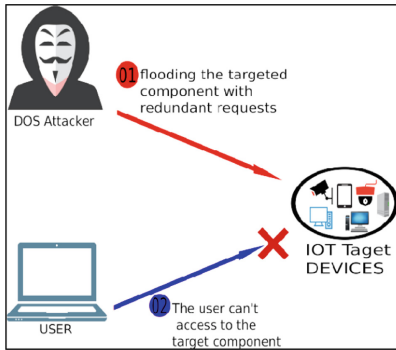 01 flooding the targeted
component with
redundant requests
DOS Attacker
IOT Taget
DEVICES
USER
02 The user can't
access to the
target component